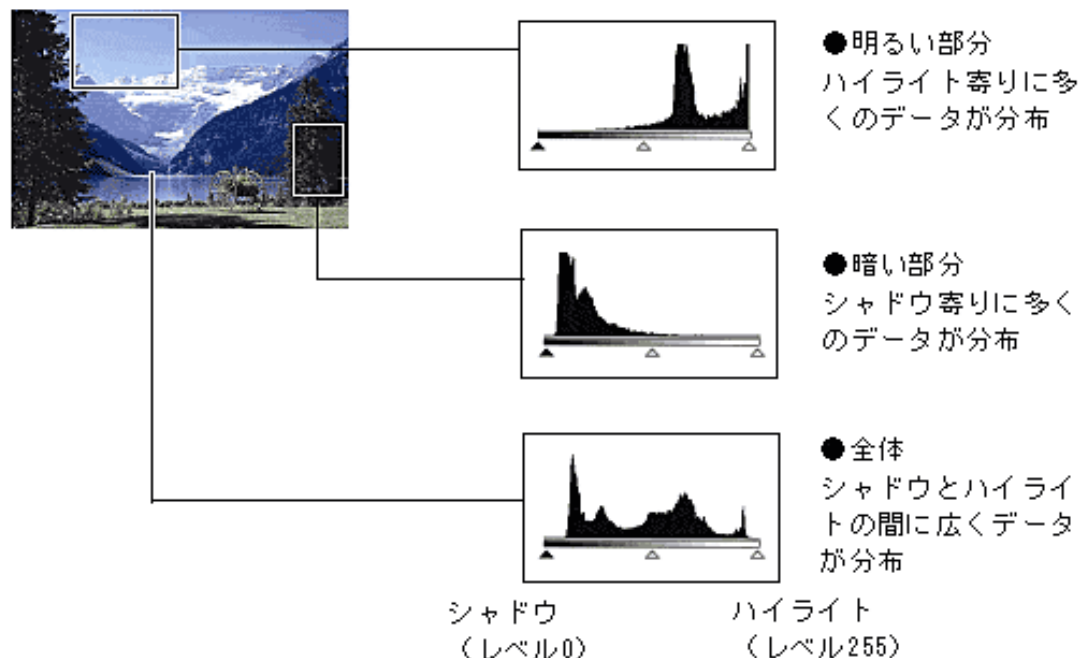 ●明るい部分
ハイライト寄りに多
くのデータが分布
●暗い部分
シャドウ寄りに多く
のデータが分布
●全体
シャドウとハイライ
トの間に広くデータ
が分布
シャドウ
(レベル0)
ハイライト
(レベル255)